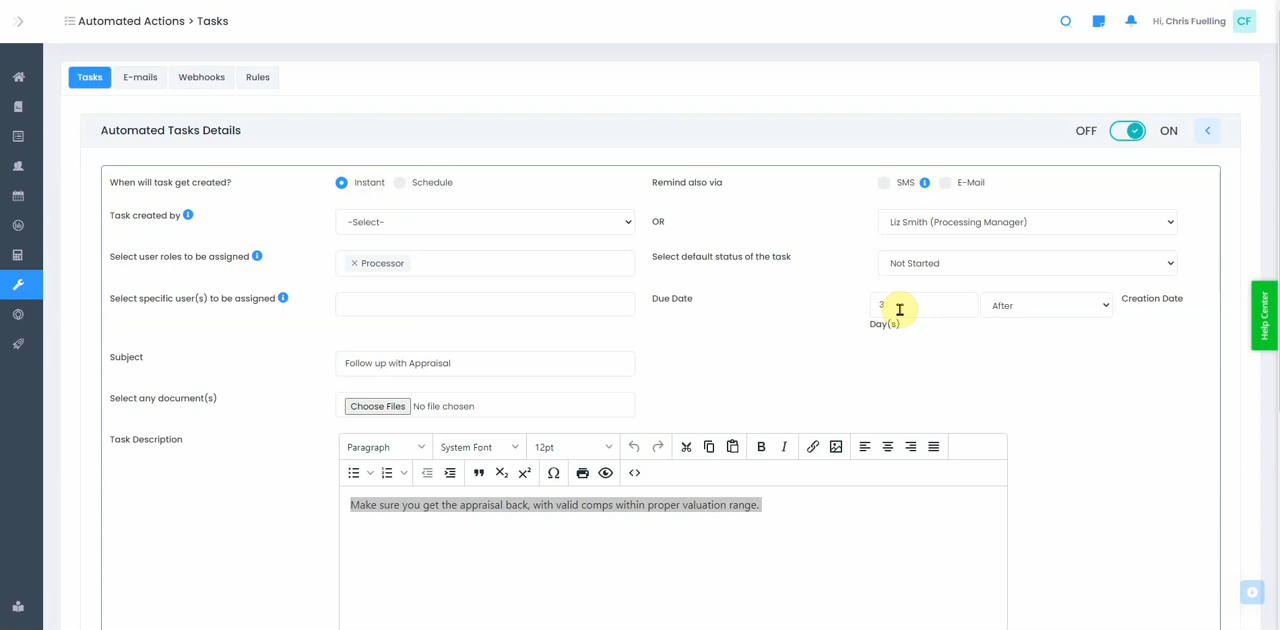 Automated Actions > Tasks
Hi, Chris Fuelling CF
Tasks E-mails Webhooks Rules
Automated Tasks Details
OFF ON
When will task get created? Instant Schedule Remind also via SMS E-Mail
Task created by -Select- OR Liz Smith (Processing Manager)
Select user roles to be assigned × Processor Select default status of the task Not Started
Select specific user(s) to be assigned Due Date 3 After Creation Date
Day(s)
Subject Follow up with Appraisal
Select any document(s) Choose Files No file chosen
Task Description Paragraph System Font 12pt
Make sure you get the appraisal back, with valid comps within proper valuation range.
Help Center